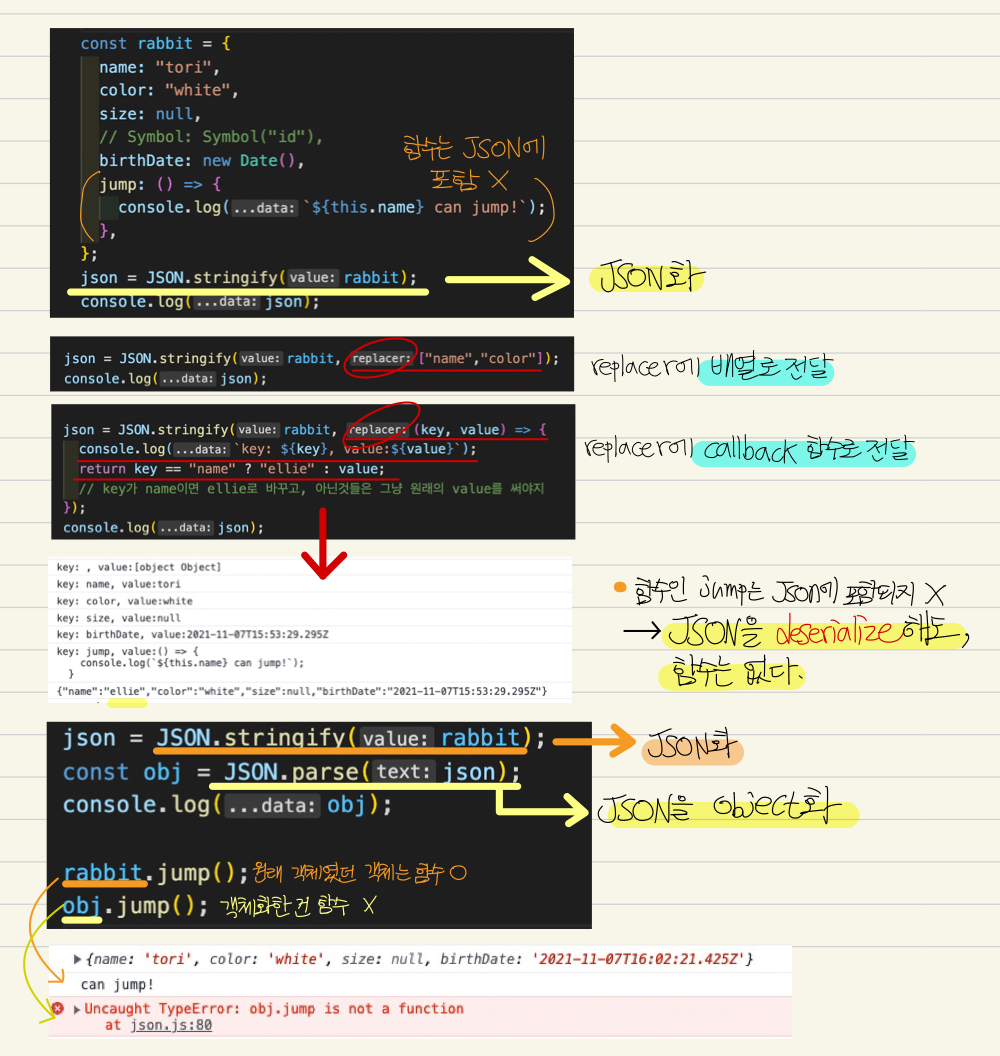 const rabbit = {
name: "tori",
color: "white",
size: null,
// Symbol: Symbol("id"),
birthDate: new Date(),
jump: () => {
console.log(...data: `${this.name} can jump!`);
},
};
json = JSON.stringify(value: rabbit);
console.log(...data: json);
함수는 JSON에
포함 X
JSON화
json = JSON.stringify(value: rabbit, replacer: ["name","color"]);
console.log(...data: json);
replacer에 배열로 전달
json = JSON.stringify(value: rabbit, replacer: (key, value) => {
console.log(...data: `key: ${key}, value:${value}`);
return key == "name" ? "ellie" : value;
// key가 name이면 ellie로 바꾸고, 아닌것들은 그냥 원래의 value를 써야지
});
console.log(...data: json);
replacer에 callback 함수로 전달
key: , value:[object Object]
key: name, value:tori
key: color, value:white
key: size, value:null
key: birthDate, value:2021-11-07T15:53:29.295Z
key: jump, value:() => {
console.log(`${this.name} can jump!`);
}
{"name":"ellie","color":"white","size":null,"birthDate":"2021-11-07T15:53:29.295Z"}
• 함수인 jump는 JSON에 포함되지 X
→ JSON을 deserialize 해도,
함수는 없다.
json = JSON.stringify(value: rabbit);
JSON화
const obj = JSON.parse(text: json);
console.log(...data: obj);
JSON을 object화
rabbit.jump(); 원래 객체였던 객체는 함수 O
obj.jump(); 객체화한 건 함수 X
▶{name: 'tori', color: 'white', size: null, birthDate: '2021-11-07T16:02:21.425Z'}
can jump!
▶Uncaught TypeError: obj.jump is not a function
at json.js:80